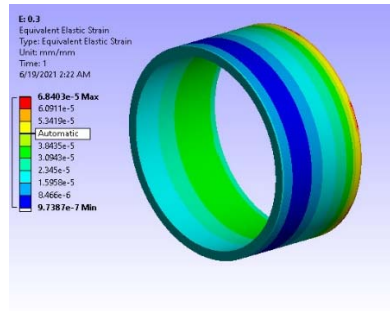 E: 0.3
Equivalent Elastic Strain
Type: Equivalent Elastic Strain
Unit: mm/mm
Time: 1
6/19/2021 2:22 AM
6.8403e-5 Max
6.0911e-5
5.3419e-5
Automatic
3.8435e-5
3.0943e-5
2.345e-5
1.5958e-5
8.466e-6
9.7387e-7 Min